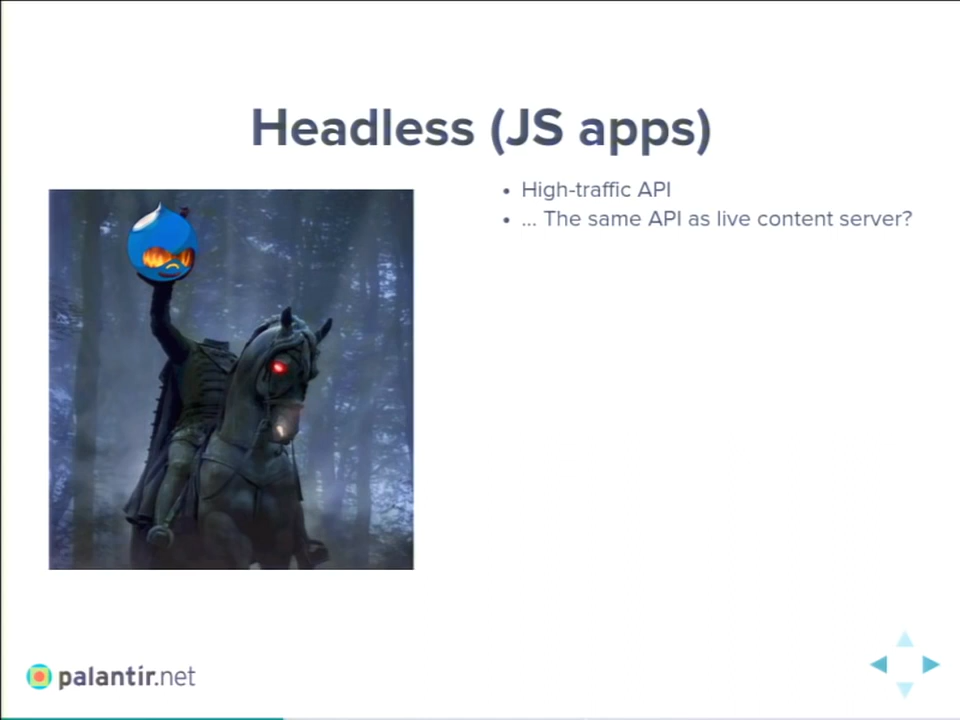 Headless (JS apps)
• High-traffic API
• ... The same API as live content server?
palantir.net